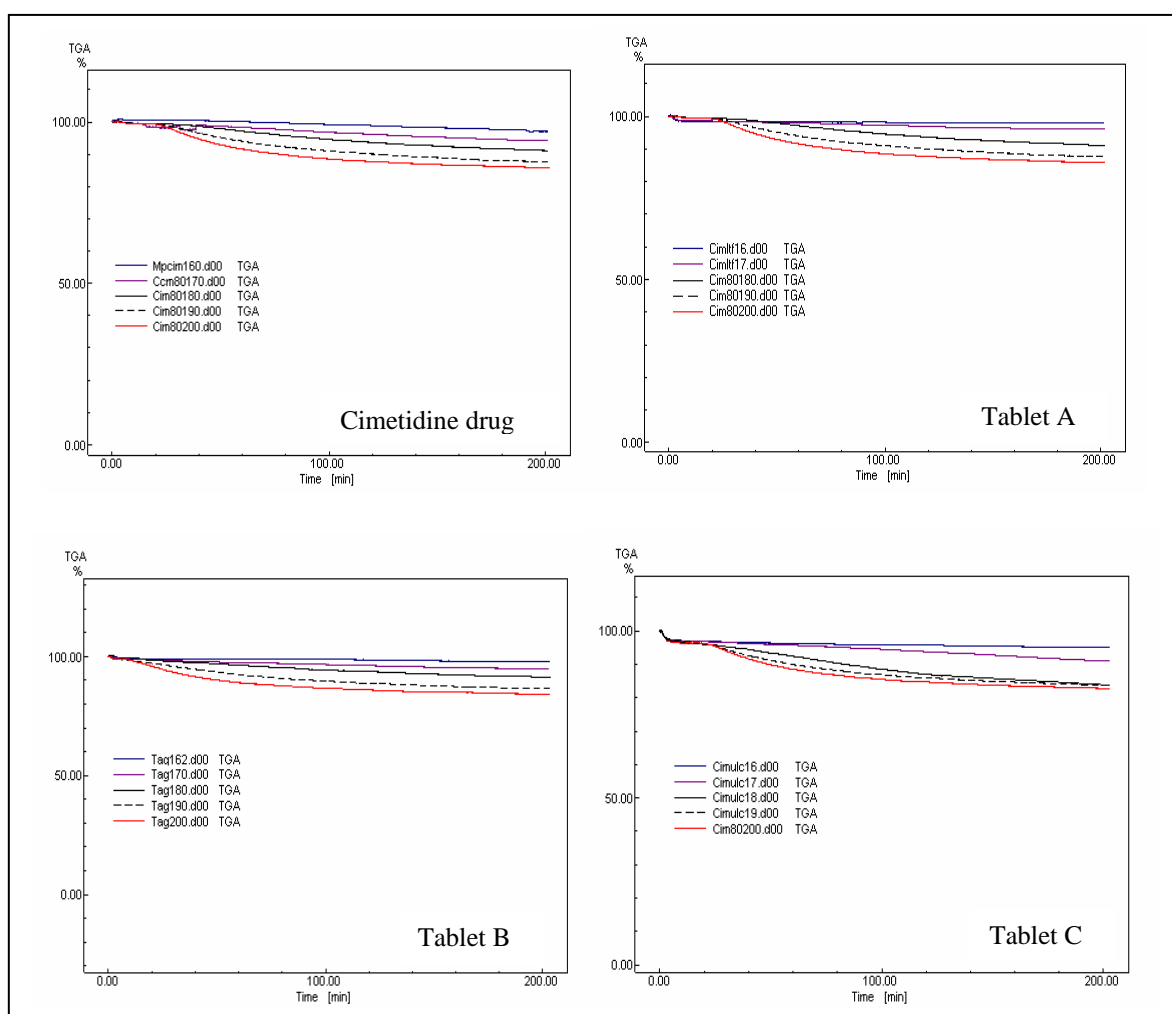 TGA
%
100.00
50.00
0.00
Mpcim160.d00 TGA
Ccm80170.d00 TGA
Cim80180.d00 TGA
Cim80190.d00 TGA
Cim80200.d00 TGA
Cimetidine drug
0.00 100.00 200.00
Time [min]
TGA
%
100.00
50.00
0.00
Cimltf16.d00 TGA
Cimltf17.d00 TGA
Cim80180.d00 TGA
Cim80190.d00 TGA
Cim80200.d00 TGA
Tablet A
0.00 100.00 200.00
Time [min]
TGA
%
100.00
50.00
0.00
Tag162.d00 TGA
Tag170.d00 TGA
Tag180.d00 TGA
Tag190.d00 TGA
Tag200.d00 TGA
Tablet B
0.00 100.00 200.00
Time [min]
TGA
%
100.00
50.00
0.00
Cimulc16.d00 TGA
Cimulc17.d00 TGA
Cimulc18.d00 TGA
Cimulc19.d00 TGA
Cim80200.d00 TGA
Tablet C
0.00 100.00 200.00
Time [min]